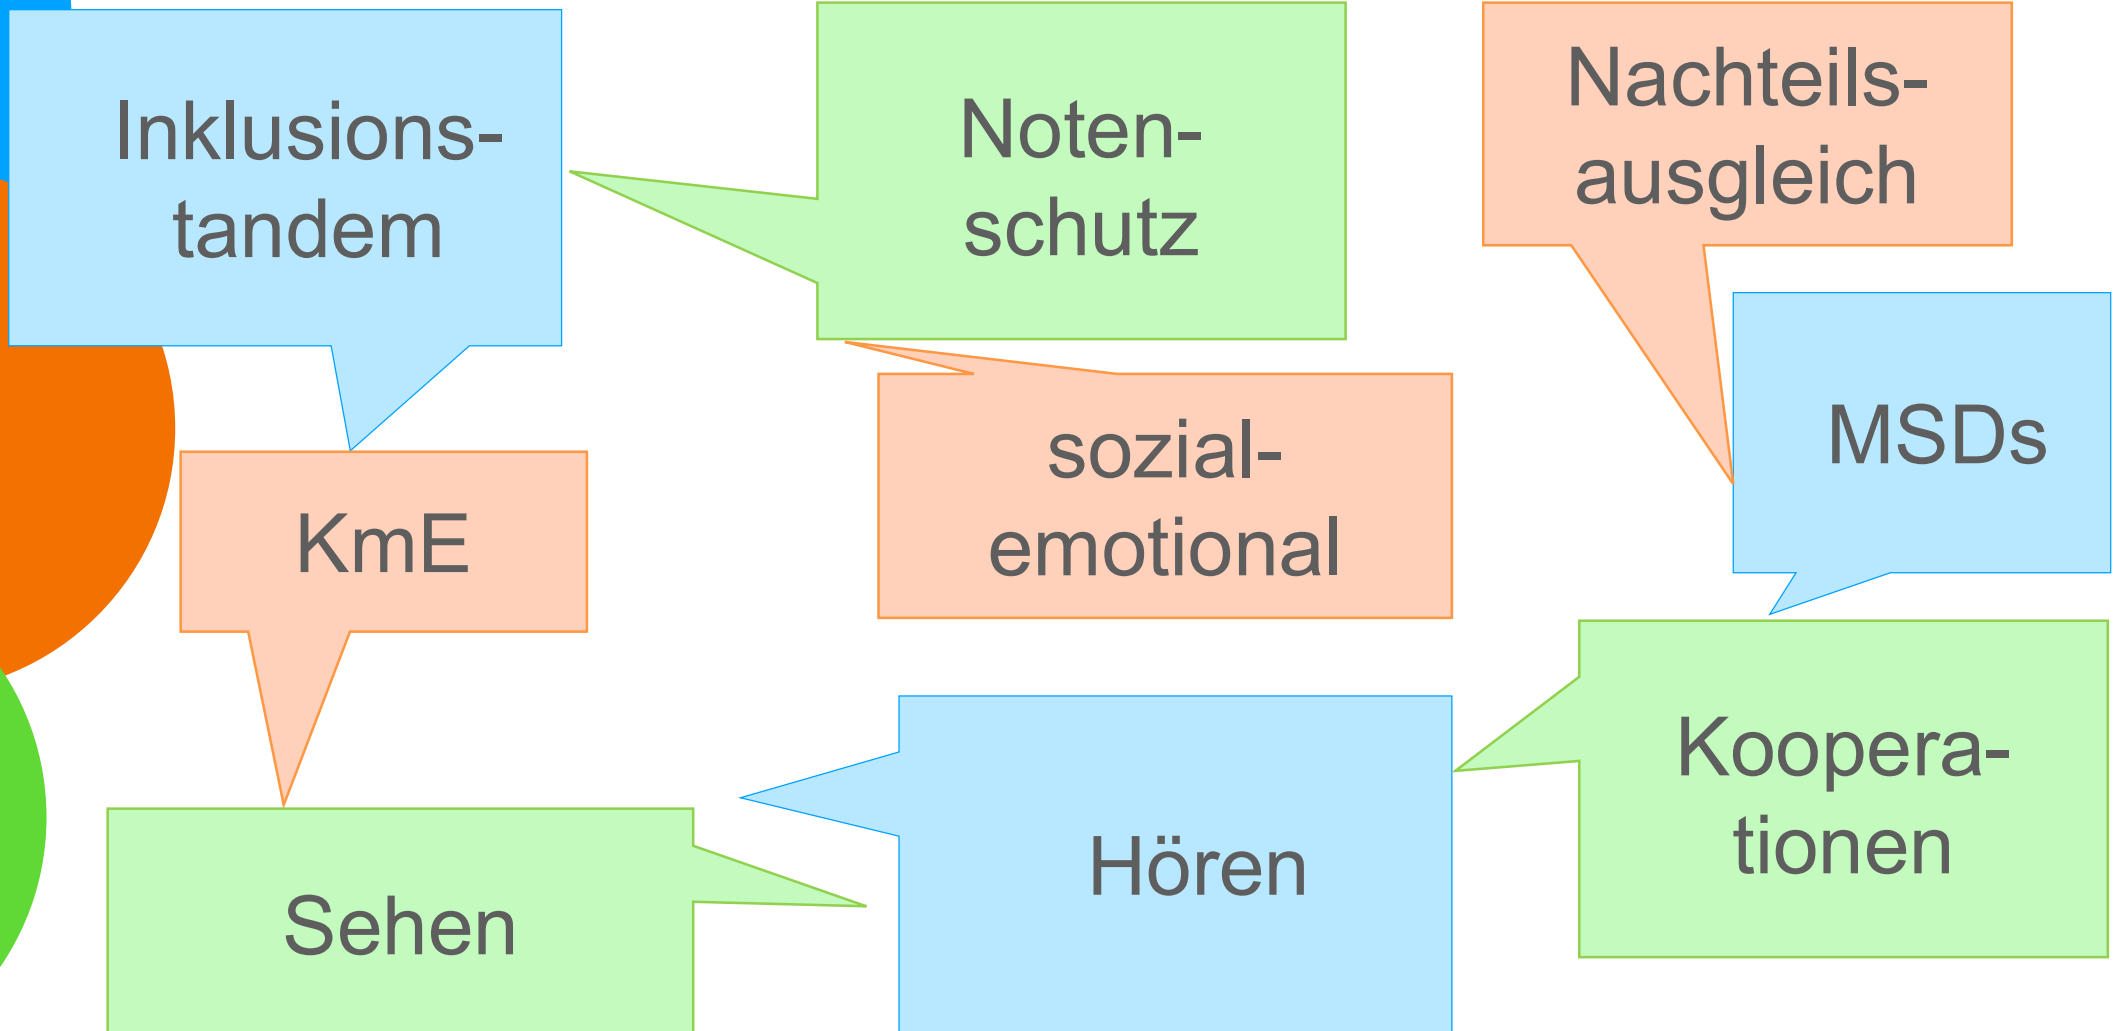 Inklusions-
tandem
Noten-
schutz
Nachteils-
ausgleich
KmE
sozial-
emotional
MSDs
Sehen
Hören
Koopera-
tionen